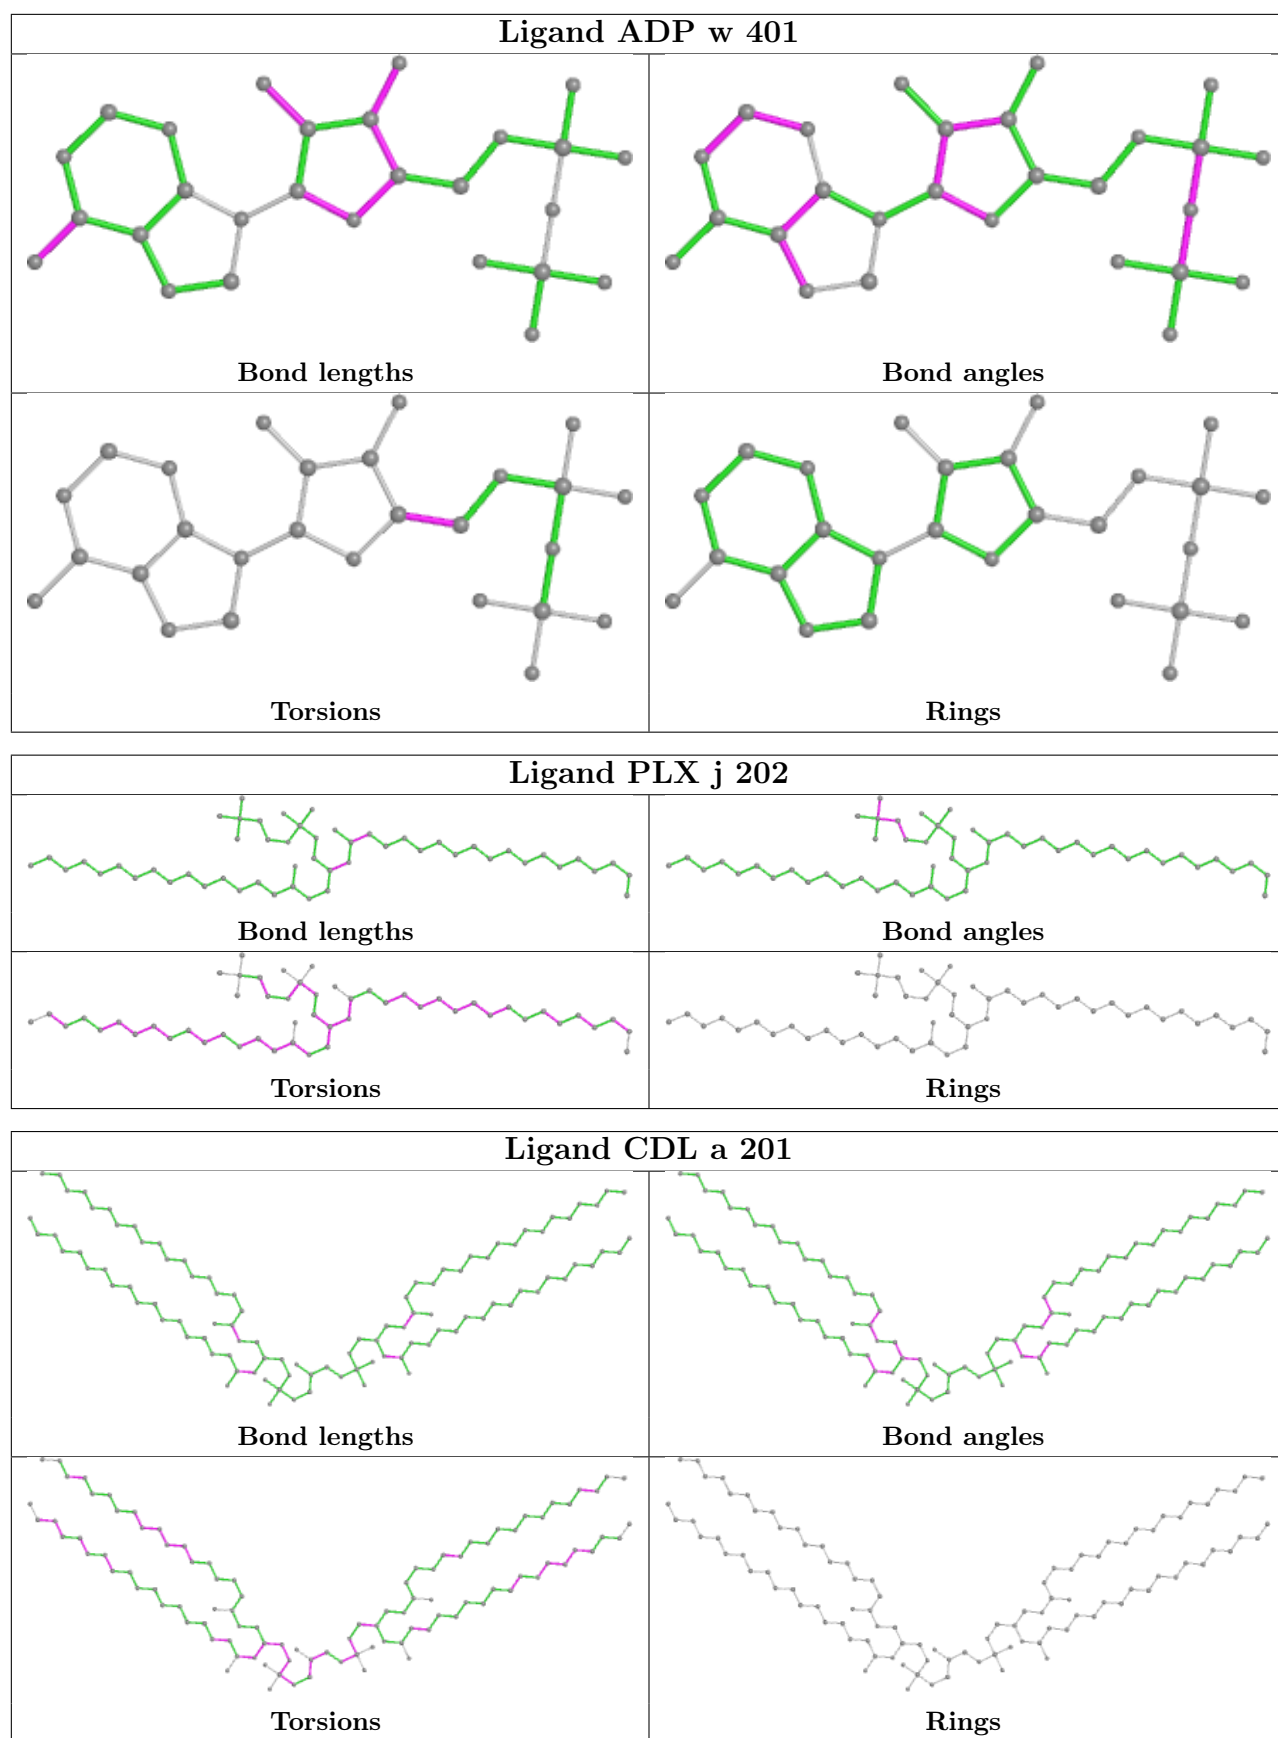 Ligand ADP w 401
Bond lengths
Bond angles
Torsions
Rings
Ligand PLX j 202
Bond lengths
Bond angles
Torsions
Rings
Ligand CDL a 201
Bond lengths
Bond angles
Torsions
Rings